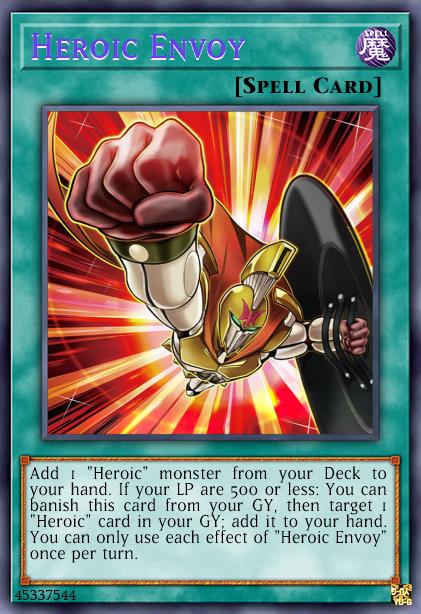 Heroic Envoy
SPELL
魔
[Spell Card]
Add 1 "Heroic" monster from your Deck to
your hand. If your LP are 500 or less: You can
banish this card from your GY, then target 1
"Heroic" card in your GY; add it to your hand.
You can only use each effect of "Heroic Envoy"
once per turn.
45337544